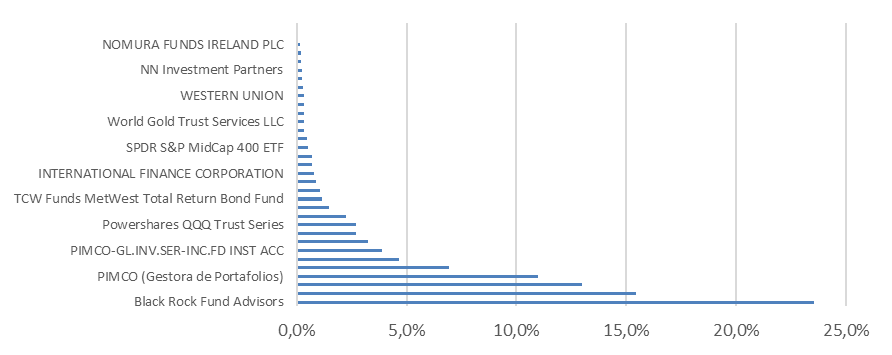 NOMURA FUNDS IRELAND PLC
NN Investment Partners
WESTERN UNION
World Gold Trust Services LLC
SPDR S&P MidCap 400 ETF
INTERNATIONAL FINANCE CORPORATION
TCW Funds MetWest Total Return Bond Fund
Powershares QQQ Trust Series
PIMCO-GL.INV.SER-INC.FD INST ACC
PIMCO (Gestora de Portafolios)
Black Rock Fund Advisors
0,0% 5,0% 10,0% 15,0% 20,0% 25,0%